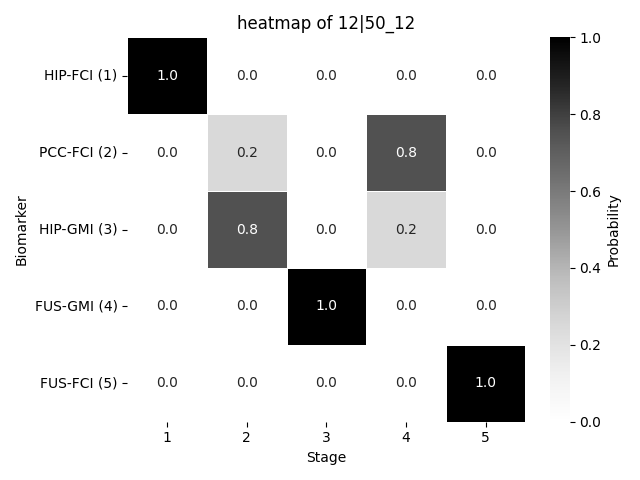 heatmap of 12|50_12
HIP-FCI (1) 1.0 0.0 0.0 0.0 0.0
PCC-FCI (2) 0.0 0.2 0.0 0.8 0.0
HIP-GMI (3) 0.0 0.8 0.0 0.2 0.0
FUS-GMI (4) 0.0 0.0 1.0 0.0 0.0
FUS-FCI (5) 0.0 0.0 0.0 0.0 1.0
1 2 3 4 5
Stage
Biomarker
1.0
0.8
0.6
0.4
0.2
0.0
Probability